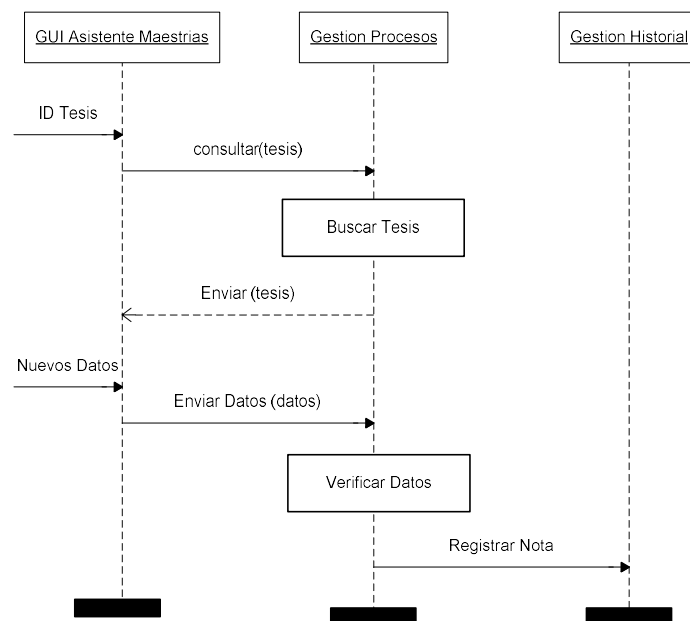 GUI Asistente Maestrias
Gestion Procesos
Gestion Historial
ID Tesis
consultar(tesis)
Buscar Tesis
Enviar (tesis)
Nuevos Datos
Enviar Datos (datos)
Verificar Datos
Registrar Nota